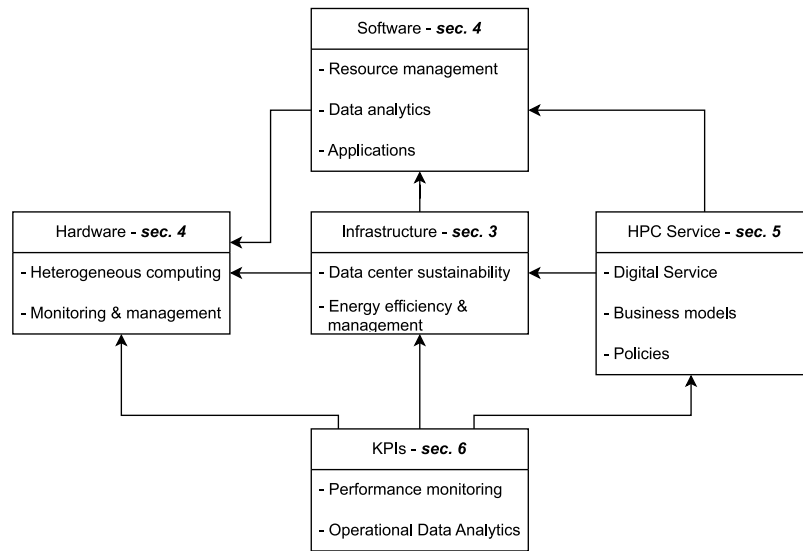 Software - sec. 4
- Resource management
- Data analytics
- Applications
Hardware - sec. 4
- Heterogeneous computing
- Monitoring & management
Infrastructure - sec. 3
- Data center sustainability
- Energy efficiency &
management
HPC Service - sec. 5
- Digital Service
- Business models
- Policies
KPIs - sec. 6
- Performance monitoring
- Operational Data Analytics